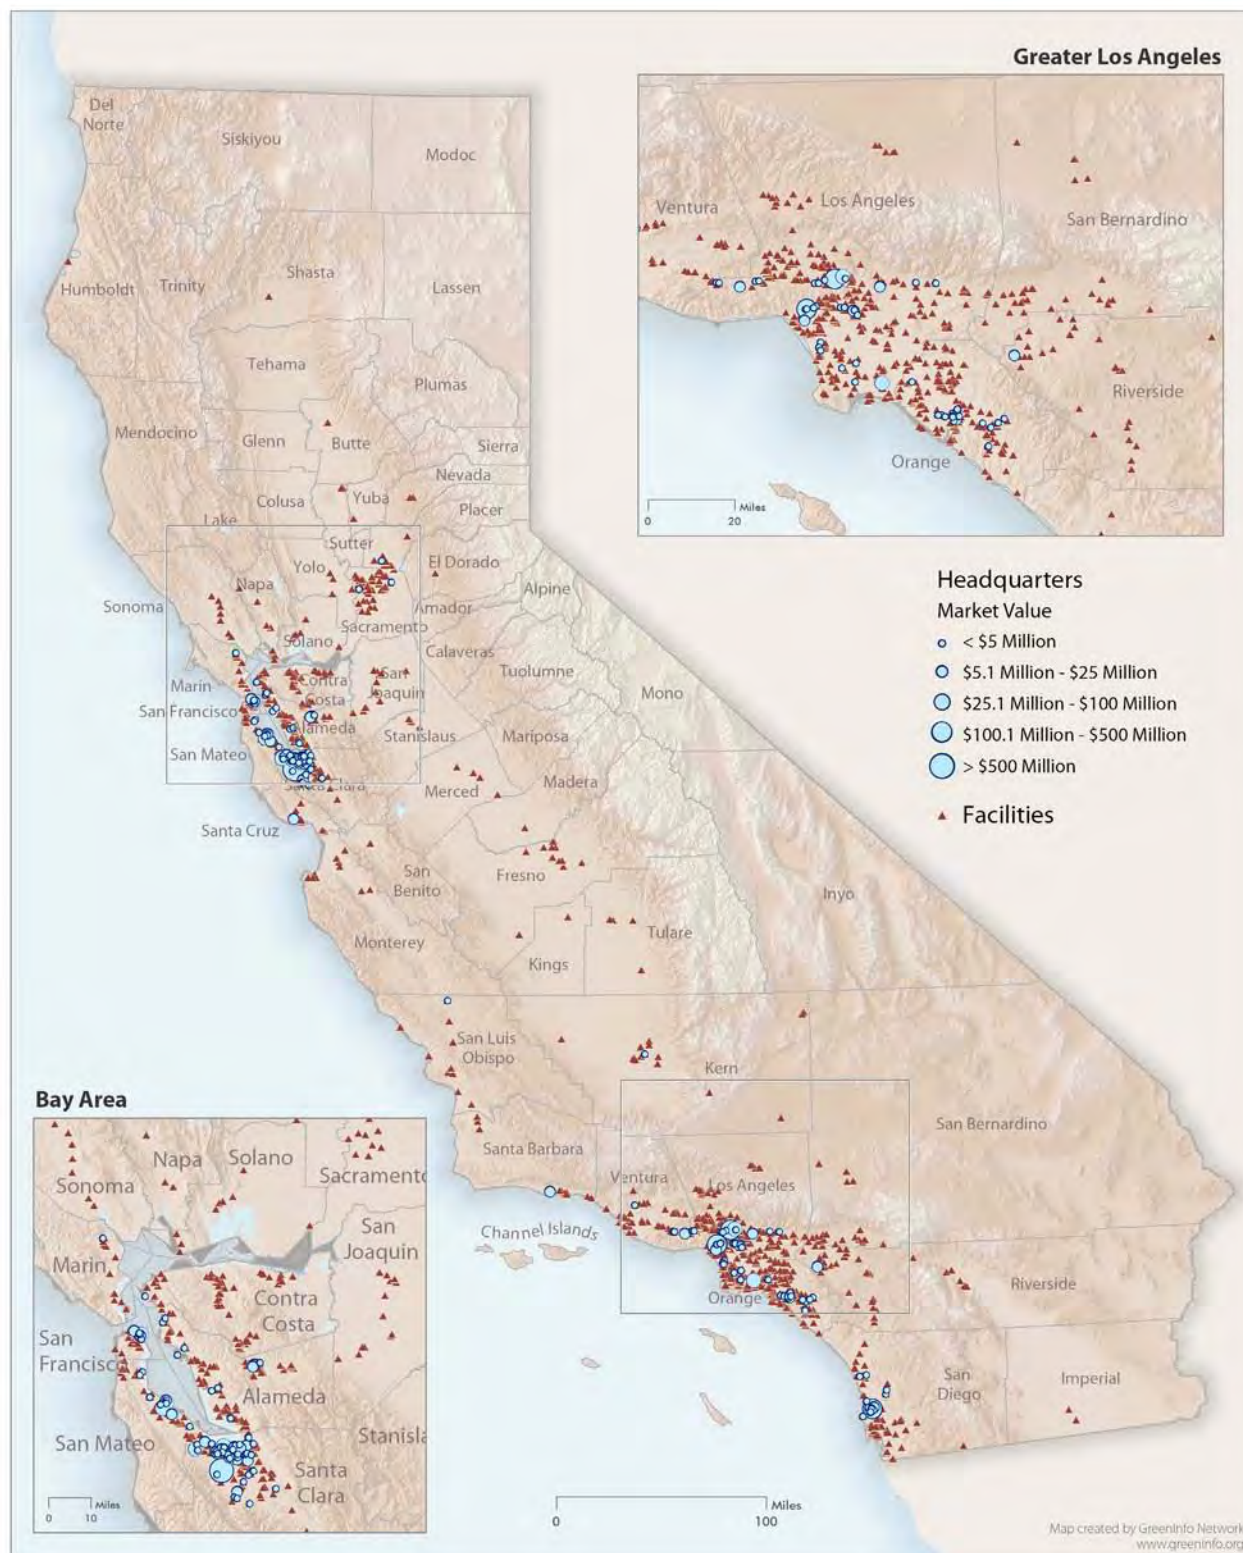 Greater Los Angeles
Ventura
Los Angeles
San Bernardino
Riverside
Orange
0
20
Miles
Del
Norte
Siskiyou
Modoc
Humboldt
Trinity
Shasta
Lassen
Tehama
Plumas
Mendocino
Glenn
Butte
Sierra
Nevada
Colusa
Yuba
Placer
Lake
Sutter
Yolo
El Dorado
Napa
Alpine
Sonoma
Amador
Sacramento
Solano
Calaveras
Tuolumne
Marin
Contra
Costa
San
Joaquin
Mono
San Francisco
Alameda
Stanislaus
San Mateo
Mariposa
Santa Clara
Merced
Madera
Santa Cruz
San
Benito
Fresno
Inyo
Monterey
Kings
Tulare
San Luis
Obispo
Kern
San Bernardino
Santa Barbara
Ventura
Los Angeles
Channel Islands
Orange
Riverside
San
Diego
Imperial
Headquarters
Market Value
< $5 Million
$5.1 Million - $25 Million
$25.1 Million - $100 Million
$100.1 Million - $500 Million
> $500 Million
Facilities
Bay Area
Napa
Solano
Sacramento
Sonoma
San
Joaquin
Marin
Contra
Costa
San
Francisco
Alameda
San Mateo
Stanisla
Santa
Clara
0
10
Miles
0
100
Miles
Map created by GreenInfo Network
www.greeninfo.org